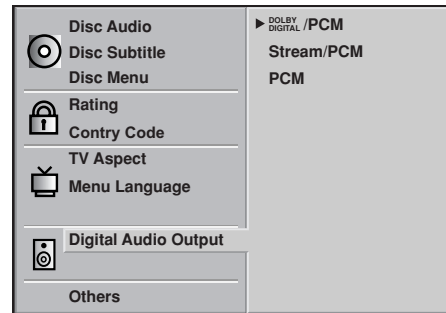 Disc Audio
Disc Subtitle
Disc Menu
Rating
Contry Code
TV Aspect
Menu Language
Digital Audio Output
Others
DOLBY DIGITAL /PCM
Stream/PCM
PCM